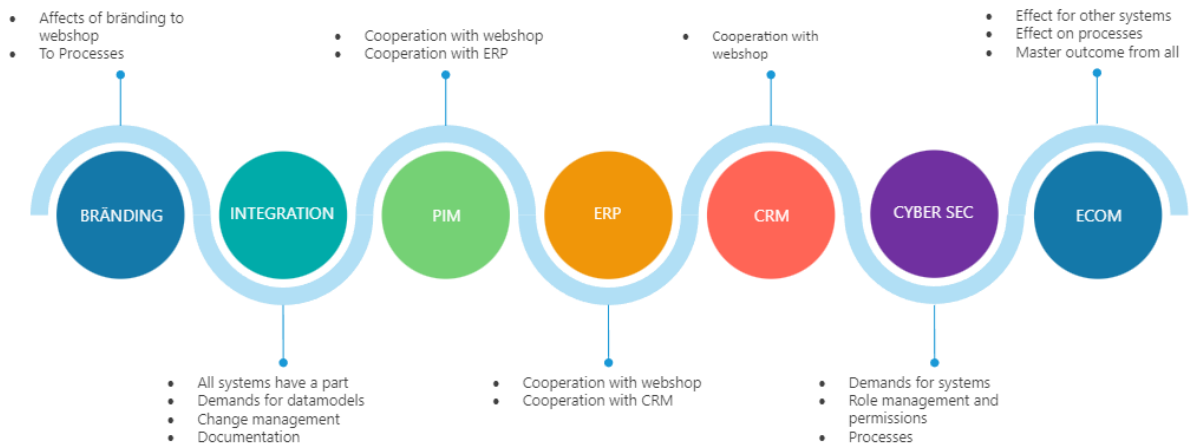 • Affects of bränding to
webshop
• To Processes
• Cooperation with webshop
• Cooperation with ERP
• Cooperation with
webshop
• Effect for other systems
• Effect on processes
• Master outcome from all
BRÄNDING
INTEGRATION
PIM
ERP
CRM
CYBER SEC
ECOM
• All systems have a part
• Demands for datamodels
• Change management
• Documentation
• Cooperation with webshop
• Cooperation with CRM
• Demands for systems
• Role management and
permissions
• Processes